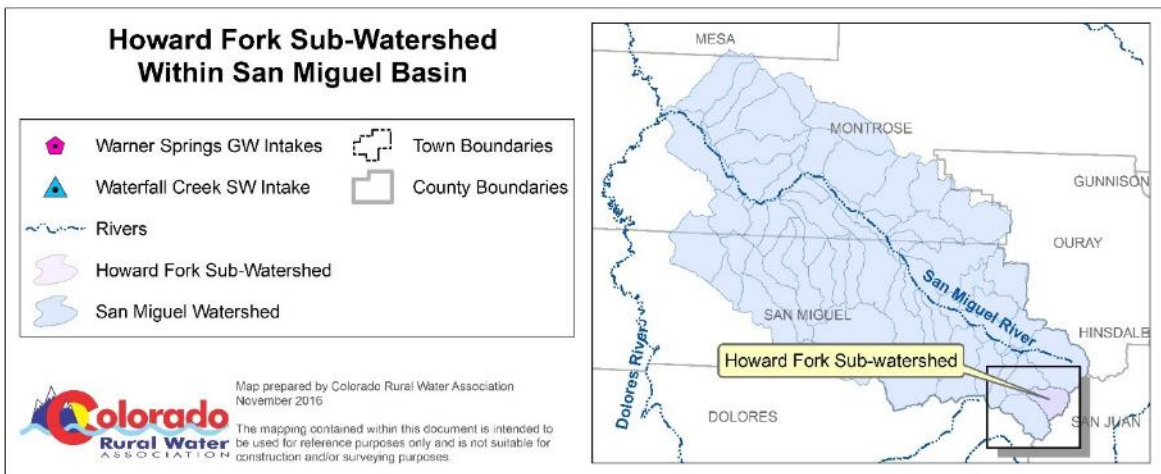 Howard Fork Sub-Watershed
Within San Miguel Basin
Warner Springs GW Intakes
Town Boundaries
Waterfall Creek SW Intake
County Boundaries
Rivers
Howard Fork Sub-Watershed
San Miguel Watershed
Colorado
Rural Water
ASSOCIATION
Map prepared by Colorado Rural Water Association
November 2016
The mapping contained within this document is intended to
be used for reference purposes only and is not suitable for
construction and/or surveying purposes.
MESA
MONTROSE
GUNNISON
OURAY
San Miguel River
SAN MIGUEL
HINSDALE
Howard Fork Sub-watershed
Dolores River
DOLORES
SAN JUAN